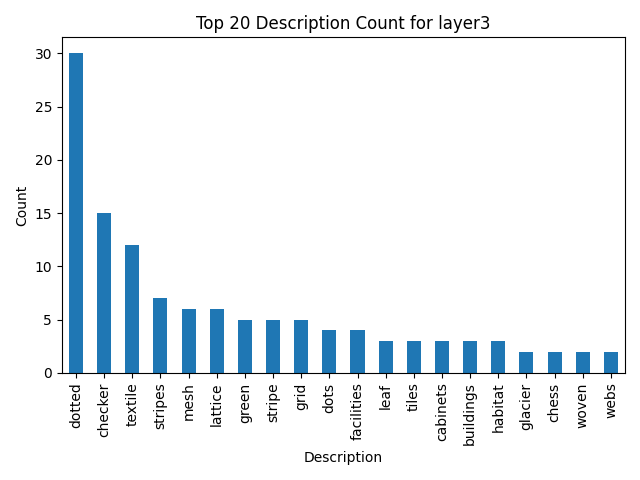 Top 20 Description Count for layer3
Count
30
25
20
15
10
5
0
dotted
checker
textile
stripes
mesh
lattice
green
stripe
grid
dots
facilities
leaf
tiles
cabinets
buildings
habitat
glacier
chess
woven
webs
Description